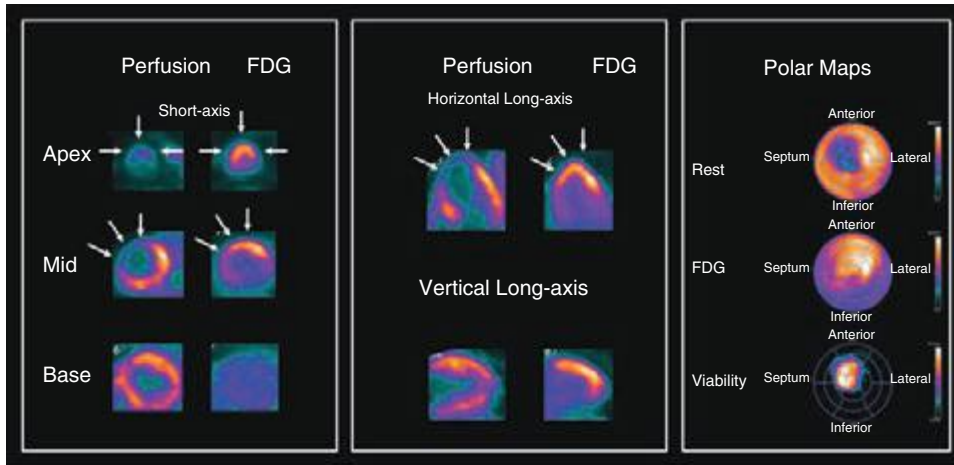 Perfusion FDG
Short-axis
Apex
Mid
Base
Perfusion FDG
Horizontal Long-axis
Vertical Long-axis
Polar Maps
Anterior
Rest Septum Lateral
Inferior
Anterior
FDG Septum Lateral
Inferior
Anterior
Viability Septum Lateral
Inferior